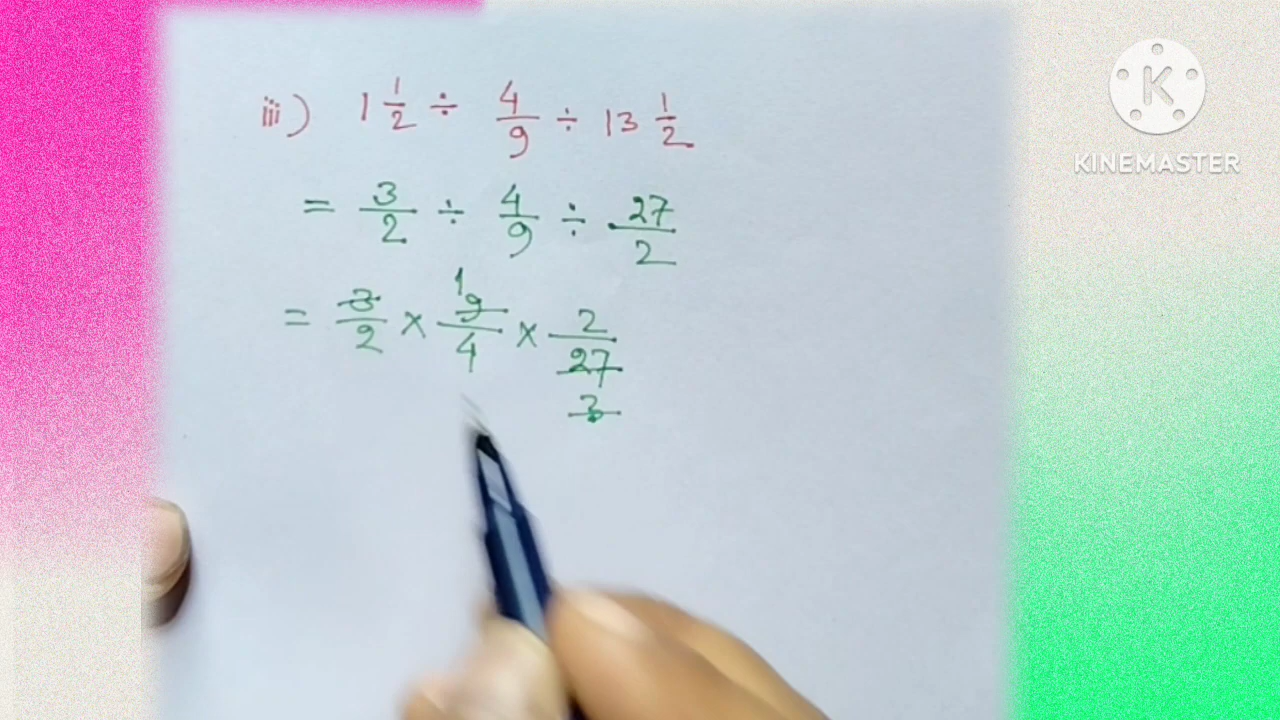 iii) 1 1/2 ÷ 4/9 ÷ 13 1/2
= 3/2 ÷ 4/9 ÷ 27/2
1
= 3/2 × 9/4 × 2/27
3
K
KINEMASTER